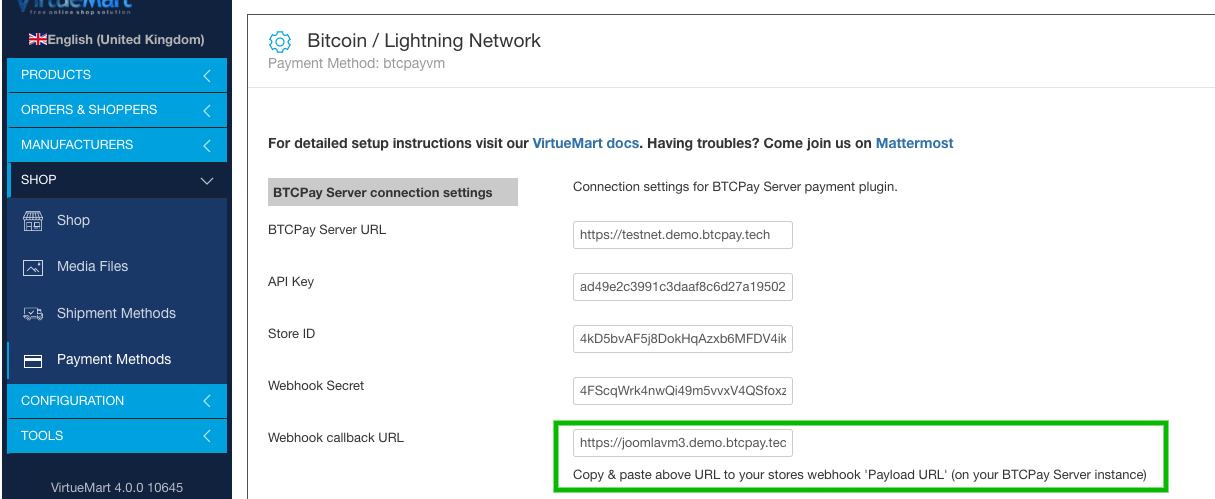 VirtueMart
free online shop solution
English (United Kingdom)
PRODUCTS
ORDERS & SHOPPERS
MANUFACTURERS
SHOP
Shop
Media Files
Shipment Methods
Payment Methods
CONFIGURATION
TOOLS
VirtueMart 4.0.0 10645
Bitcoin / Lightning Network
Payment Method: btcpayvm
For detailed setup instructions visit our VirtueMart docs. Having troubles? Come join us on Mattermost
BTCPay Server connection settings
Connection settings for BTCPay Server payment plugin.
BTCPay Server URL
https://testnet.demo.btcpay.tech
API Key
ad49e2c3991c3daaf8c6d27a19502
Store ID
4kD5bvAF5j8DokHqAzxb6MFDV4ik
Webhook Secret
4FScqWrk4nwQi49m5vvxV4QSfoxz
Webhook callback URL
https://joomlavm3.demo.btcpay.tec
Copy & paste above URL to your stores webhook 'Payload URL' (on your BTCPay Server instance)